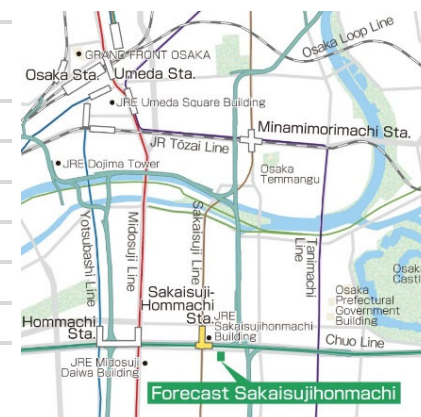 Osaka Loop Line
GRAND FRONT OSAKA
Osaka Sta.
Umeda Sta.
JRE Umeda Square Building
Minamimorimachi Sta.
JR Tōzai Line
JRE Dojima Tower
Osaka
Temmangu
Yotsubashi Line
Midosuji Line
Sakaisuji Line
Tanimachi
Line
Osaka
Castl
Sakaisuji-
Hommachi
Sta.
JRE
Sakaisujihonmachi
Building
Osaka
Prefectural
Government
Building
Hommachi
Sta.
Chuo Line
JRE Midosuji
Daiwa Building
Forecast Sakaisujihonmachi